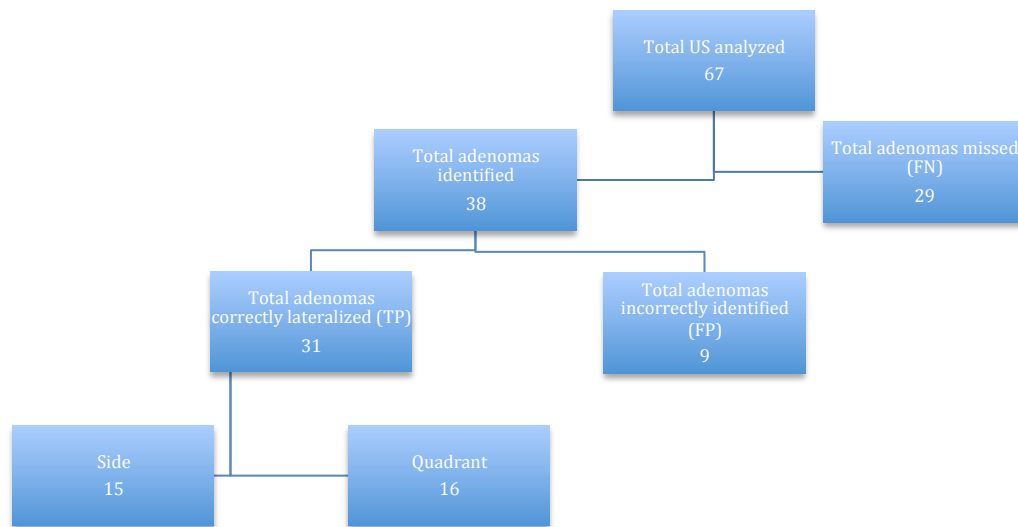 Total US analyzed
67
Total adenomas
identified
38
Total adenomas missed
(FN)
29
Total adenomas
correctly lateralized (TP)
31
Total adenomas
incorrectly identified
(FP)
9
Side
15
Quadrant
16